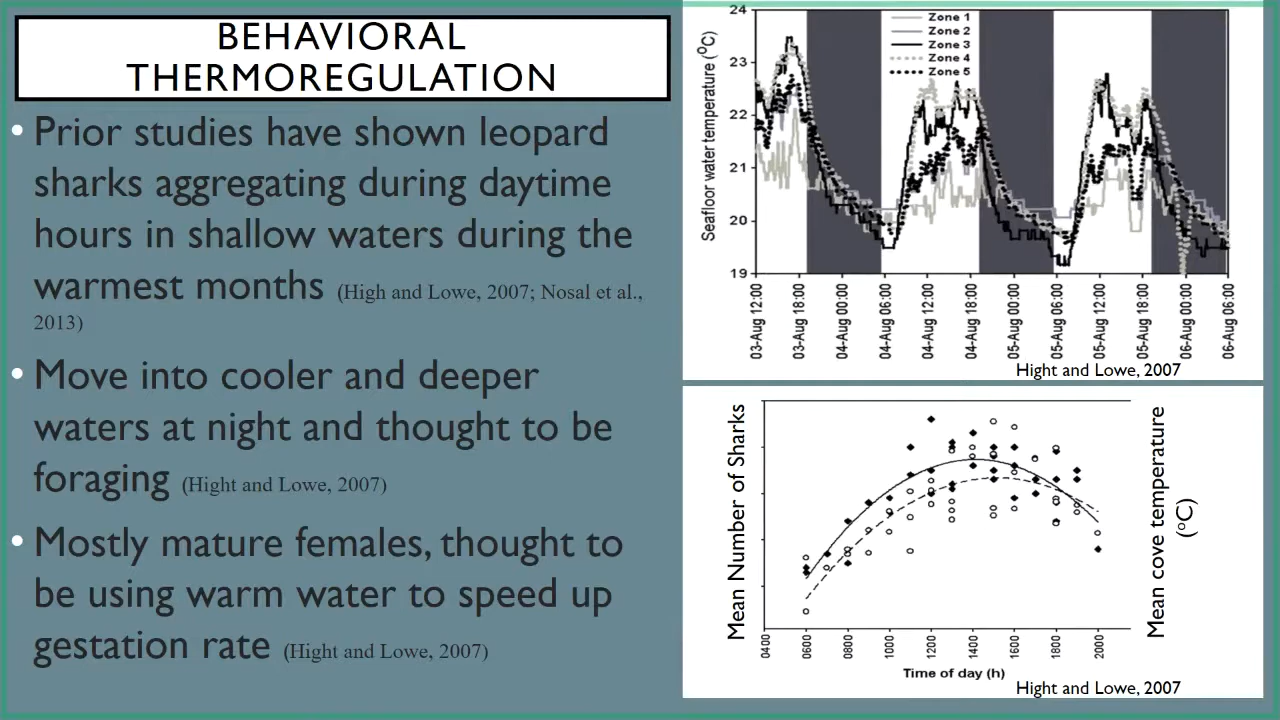 BEHAVIORAL
THERMOREGULATION
• Prior studies have shown leopard
sharks aggregating during daytime
hours in shallow waters during the
warmest months (High and Lowe, 2007; Nosal et al.,
2013)
• Move into cooler and deeper
waters at night and thought to be
foraging (Hight and Lowe, 2007)
• Mostly mature females, thought to
be using warm water to speed up
gestation rate (Hight and Lowe, 2007)
Seafloor water temperature (°C)
24
23
22
21
20
19
Zone 1
Zone 2
Zone 3
Zone 4
Zone 5
03-Aug 12:00
03-Aug 18:00
04-Aug 00:00
04-Aug 06:00
04-Aug 12:00
04-Aug 18:00
05-Aug 00:00
05-Aug 06:00
05-Aug 12:00
05-Aug 18:00
06-Aug 00:00
06-Aug 06:00
Hight and Lowe, 2007
Mean Number of Sharks
Mean cove temperature
(°C)
0400
0600
0800
1000
1200
1400
1600
1800
2000
Time of day (h)
Hight and Lowe, 2007